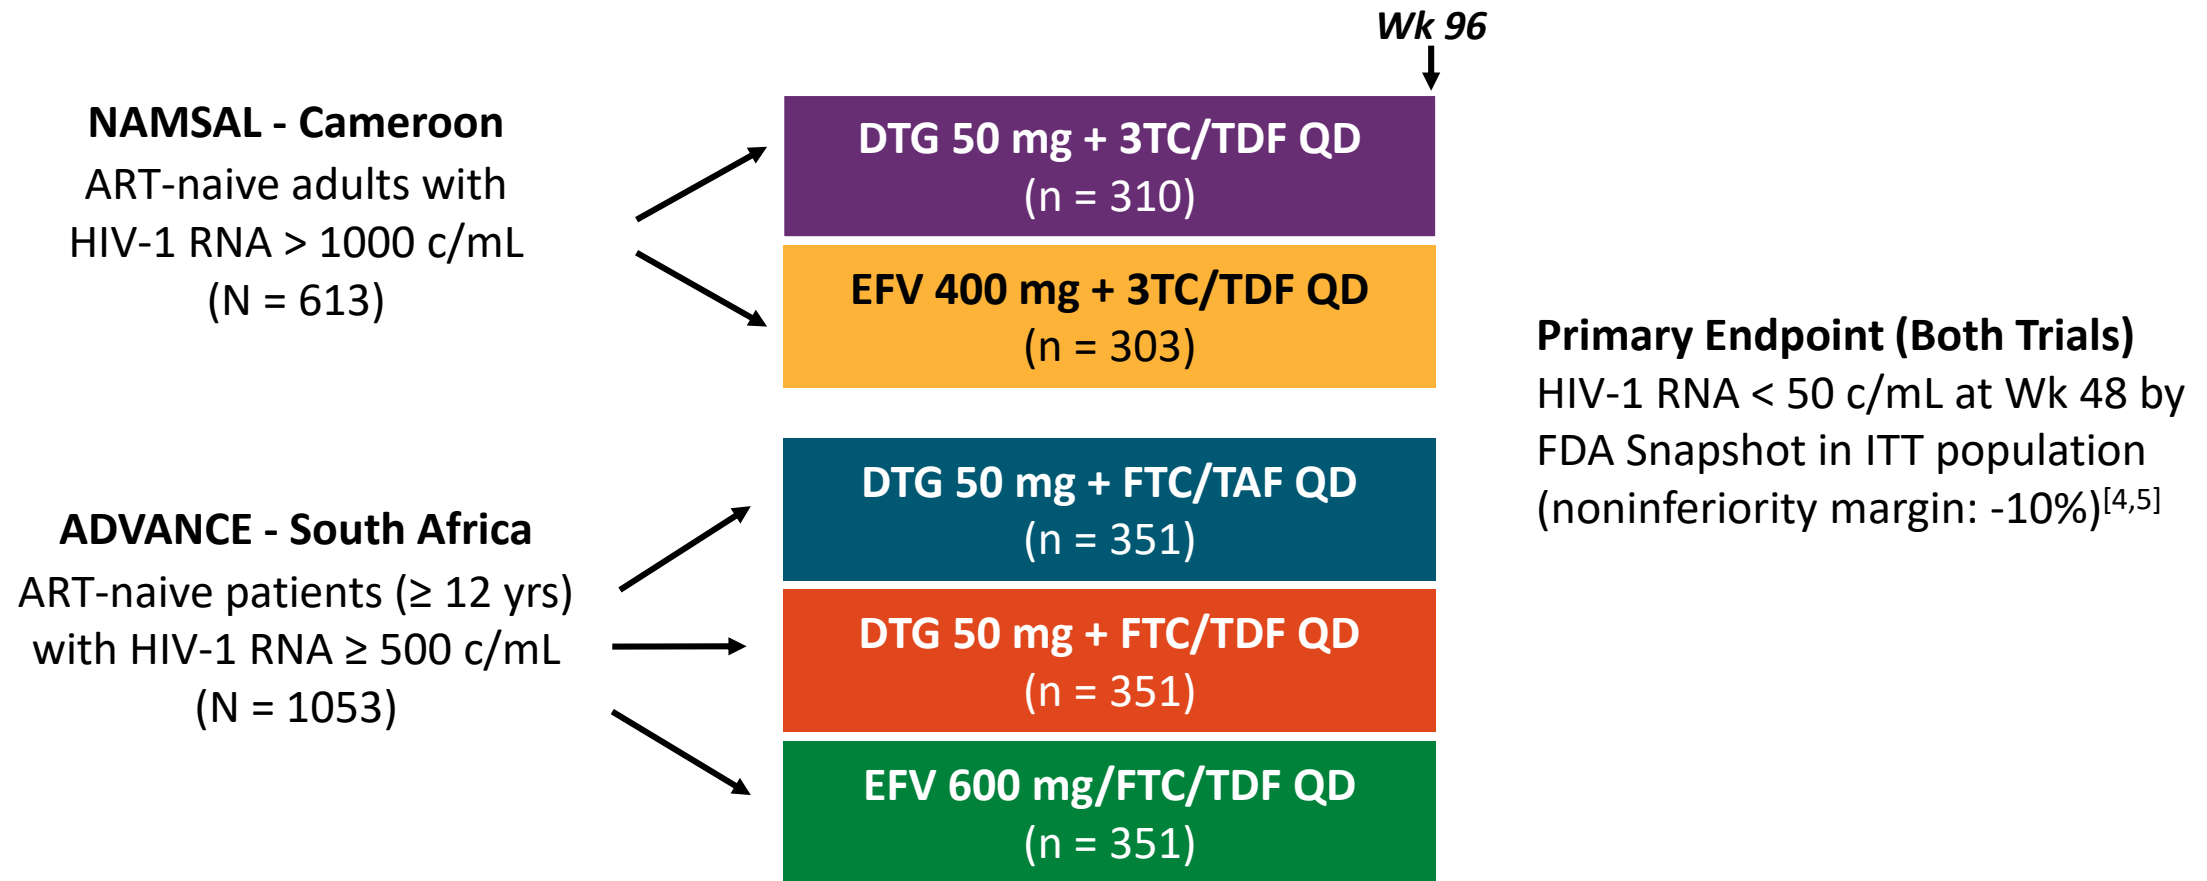 Wk 96
NAMSAL - Cameroon
ART-naive adults with
HIV-1 RNA > 1000 c/mL
(N = 613)
DTG 50 mg + 3TC/TDF QD
(n = 310)
EFV 400 mg + 3TC/TDF QD
(n = 303)
ADVANCE - South Africa
ART-naive patients (≥ 12 yrs)
with HIV-1 RNA ≥ 500 c/mL
(N = 1053)
DTG 50 mg + FTC/TAF QD
(n = 351)
DTG 50 mg + FTC/TDF QD
(n = 351)
EFV 600 mg/FTC/TDF QD
(n = 351)
Primary Endpoint (Both Trials)
HIV-1 RNA < 50 c/mL at Wk 48 by
FDA Snapshot in ITT population
(noninferiority margin: -10%)[4,5]